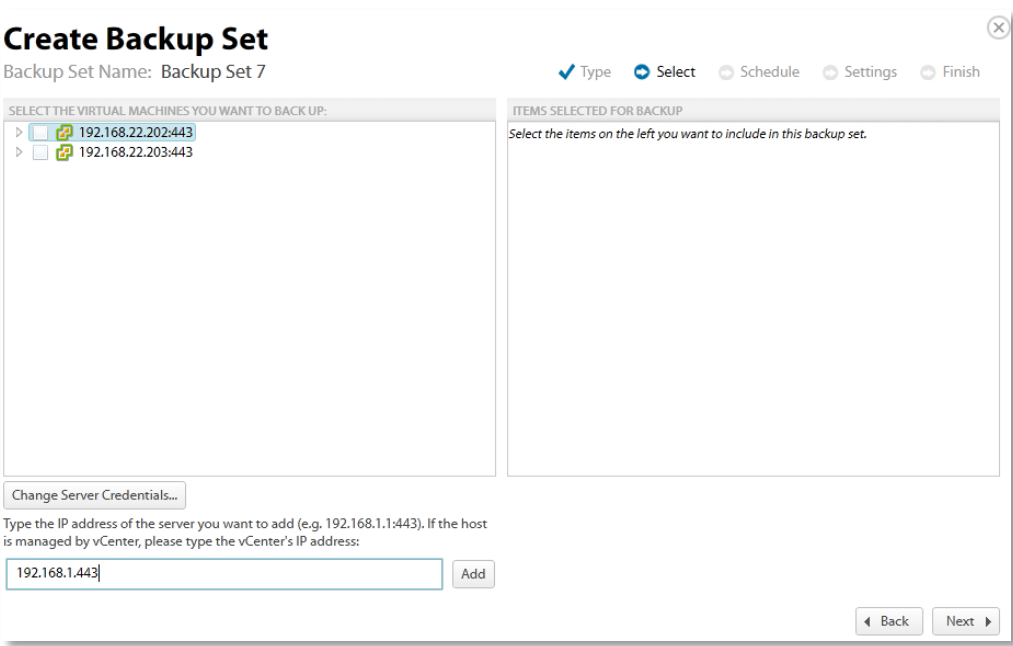 Create Backup Set
Backup Set Name: Backup Set 7
Type Select Schedule Settings Finish
SELECT THE VIRTUAL MACHINES YOU WANT TO BACK UP:
192.168.22.202:443
192.168.22.203:443
ITEMS SELECTED FOR BACKUP
Select the items on the left you want to include in this backup set.
Change Server Credentials...
Type the IP address of the server you want to add (e.g. 192.168.1.1:443). If the host
is managed by vCenter, please type the vCenter's IP address:
192.168.1.443
Add
Back Next